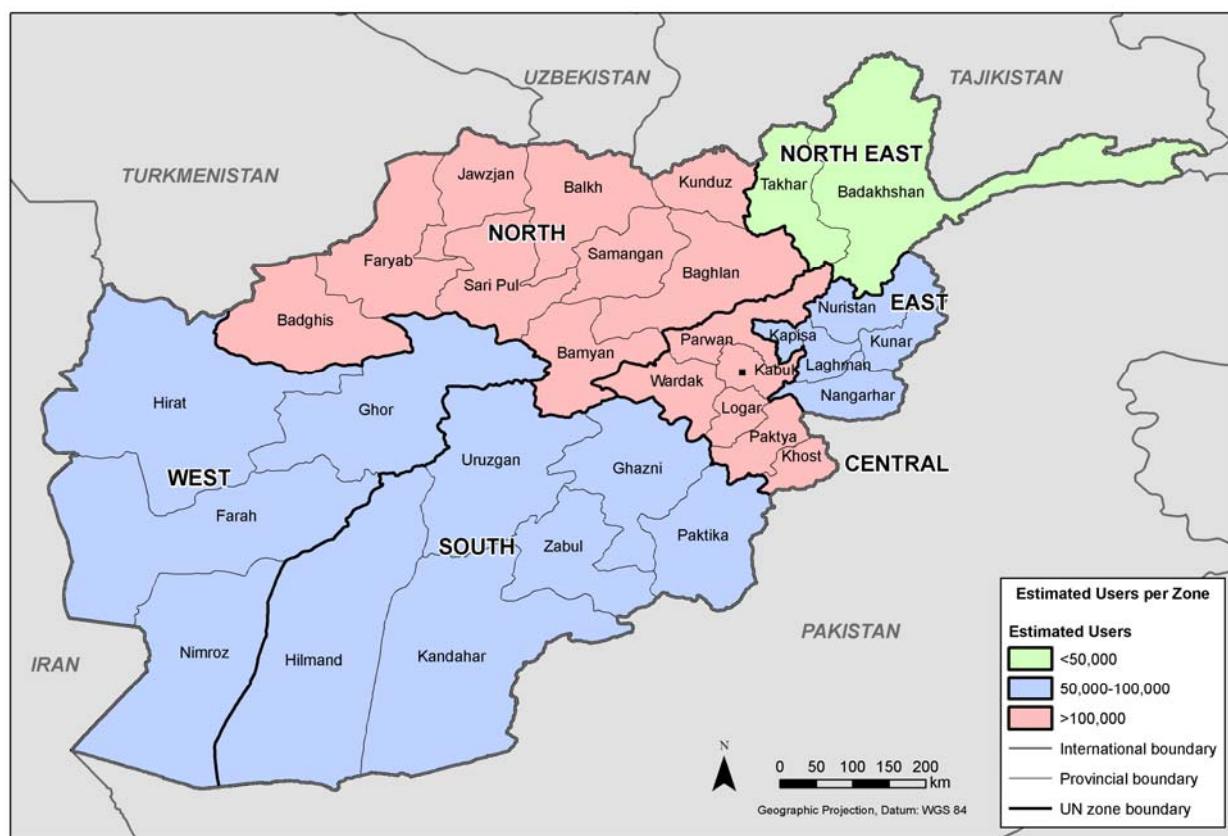 UZBEKISTAN
TAJIKISTAN
TURKMENISTAN
NORTH EAST
Jawzjan
Balkh
Kunduz
Takhar
Badakhshan
NORTH
Samangan
Faryab
Baghlan
Sari Pul
Badghis
Nuristan
EAST
Kapisa
Parwan
Kunar
Bamyan
Laghman
Kabul
Wardak
Nangarhar
Hirat
Ghor
Logar
Paktya
Khost
CENTRAL
Uruzgan
Ghazni
WEST
Farah
SOUTH
Zabul
Paktika
PAKISTAN
IRAN
Nimroz
Hilmand
Kandahar
Estimated Users per Zone
Estimated Users
<50,000
50,000-100,000
>100,000
International boundary
Provincial boundary
UN zone boundary
N
0 50 100 150 200
km
Geographic Projection, Datum: WGS 84